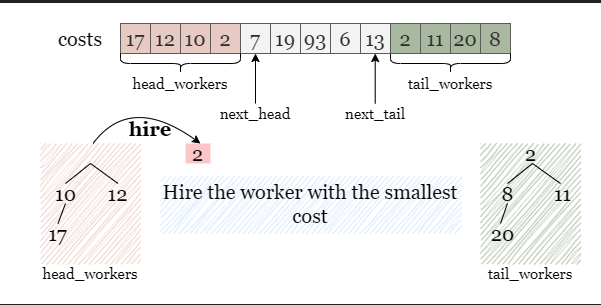 costs 17 12 10 2 7 19 93 6 13 2 11 20 8
head_workers tail_workers
next_head next_tail
hire
2 2
10 12 Hire the worker with the smallest 8 11
cost
17 20
head_workers tail_workers